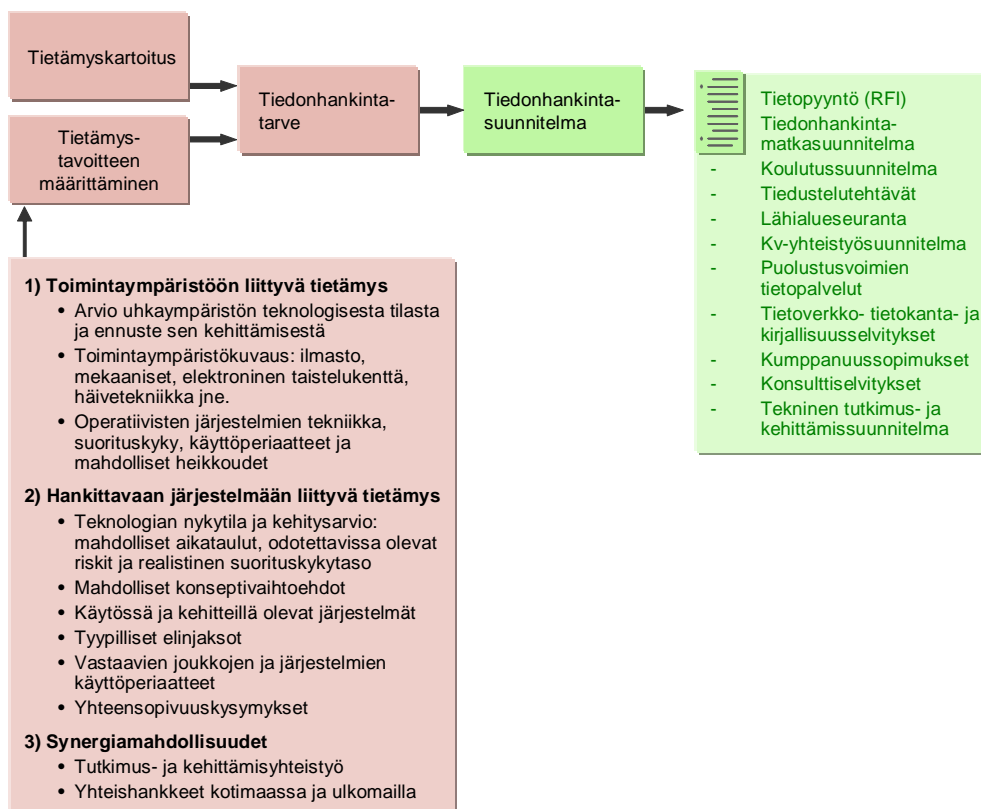 Tietämyskartoitus
Tietämys-
tavoitteen
määrittäminen
Tiedonhankinta-
tarve
Tiedonhankinta-
suunnitelma
Tietopyyntö (RFI)
Tiedonhankinta-
matkasuunnitelma
- Koulutussuunnitelma
- Tiedustelutehtävät
- Lähialueseuranta
- Kv-yhteistyösuunnitelma
- Puolustusvoimien
tietopalvelut
- Tietoverkko- tietokanta- ja
kirjallisuusselvitykset
- Kumppanuussopimukset
- Konsulttiselvitykset
- Tekninen tutkimus- ja
kehittämissuunnitelma
1) Toimintaympäristöön liittyvä tietämys
• Arvio uhkaympäristön teknologisesta tilasta
ja ennuste sen kehittämisestä
• Toimintaympäristökuvaus: ilmasto,
mekaaniset, elektroninen taistelukenttä,
häivetekniikka jne.
• Operatiivisten järjestelmien tekniikka,
suorituskyky, käyttöperiaatteet ja
mahdolliset heikkoudet
2) Hankittavaan järjestelmään liittyvä tietämys
• Teknologian nykytila ja kehitysarvio:
mahdolliset aikataulut, odotettavissa olevat
riskit ja realistinen suorituskykytaso
• Mahdolliset konseptivaihtoehdot
• Käytössä ja kehitteillä olevat järjestelmät
• Tyypilliset elinjaksot
• Vastaavien joukkojen ja järjestelmien
käyttöperiaatteet
• Yhteensopivuuskysymykset
3) Synergiamahdollisuudet
• Tutkimus- ja kehittämisyhteistyö
• Yhteishankkeet kotimaassa ja ulkomailla